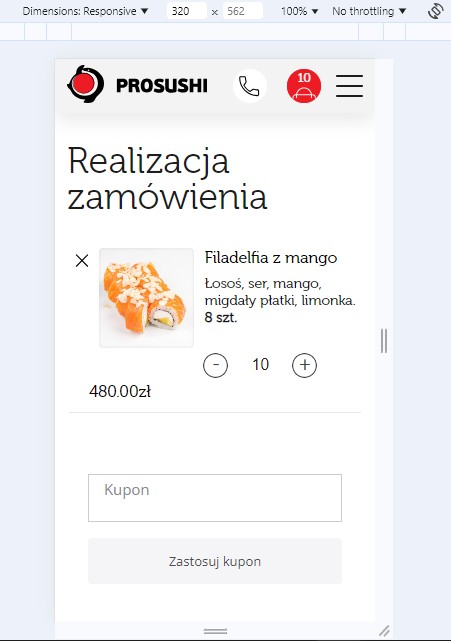 Dimensions: Responsive ▼ 320 x 562 100% ▼ No throttling ▼
PROSUSHI 10
Realizacja
zamówienia
Filadelfia z mango
Łosoś, ser, mango,
migdały płatki, limonka.
8 szt.
- 10 +
480.00zł
Kupon
Zastosuj kupon